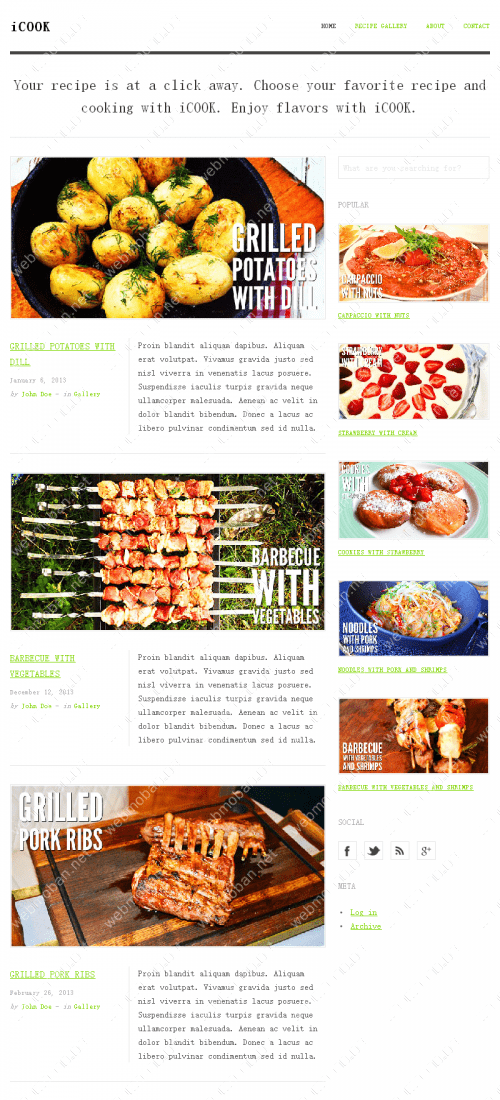 iCOOK
HOME RECIPE GALLERY ABOUT CONTACT
Your recipe is at a click away. Choose your favorite recipe and
cooking with iCOOK. Enjoy flavors with iCOOK.
GRILLED
POTATOES
WITH DILL
GRILLED POTATOES WITH
DILL
January 8, 2013
by John Doe - in Gallery
Proin blandit aliquam dapibus. Aliquam
erat volutpat. Vivamus gravida justo sed
nisl viverra in venenatis lacus posuere.
Suspendisse iaculis turpis gravida neque
ullamcorper malesuada. Aenean ac velit in
dolor blandit bibendum. Donec a lacus ac
libero pulvinar condimentum sed id nulla.
BARBECUE
WITH
VEGETABLES
BARBECUE WITH
VEGETABLES
December 12, 2013
by John Doe - in Gallery
Proin blandit aliquam dapibus. Aliquam
erat volutpat. Vivamus gravida justo sed
nisl viverra in venenatis lacus posuere.
Suspendisse iaculis turpis gravida neque
ullamcorper malesuada. Aenean ac velit in
dolor blandit bibendum. Donec a lacus ac
libero pulvinar condimentum sed id nulla.
GRILLED
PORK RIBS
GRILLED PORK RIBS
February 26, 2013
by John Doe - in Gallery
Proin blandit aliquam dapibus. Aliquam
erat volutpat. Vivamus gravida justo sed
nisl viverra in venenatis lacus posuere.
Suspendisse iaculis turpis gravida neque
ullamcorper malesuada. Aenean ac velit in
dolor blandit bibendum. Donec a lacus ac
libero pulvinar condimentum sed id nulla.
What are you searching for?
POPULAR
CARPACCIO
WITH NUTS
CARPACCIO WITH NUTS
STRAWBERRY
WITH CREAM
STRAWBERRY WITH CREAM
COOKIES
WITH
COOKIES WITH STRAWBERRY
NOODLES
WITH PORK
AND SHRIMPS
NOODLES WITH PORK AND SHRIMPS
BARBECUE
WITH VEGETABLES
AND SHRIMPS
BARBECUE WITH VEGETABLES AND SHRIMPS
SOCIAL
META
Log in
Archive